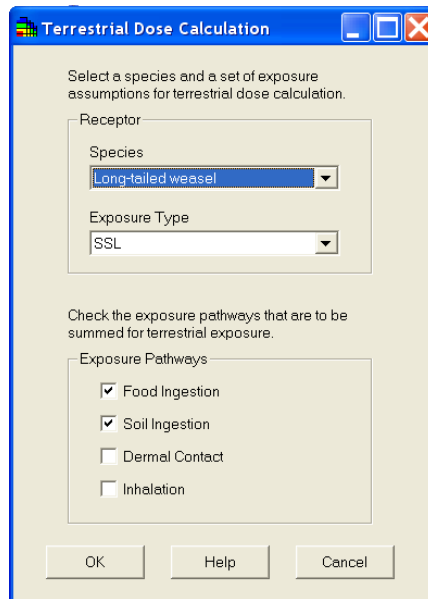 Terrestrial Dose Calculation
Select a species and a set of exposure
assumptions for terrestrial dose calculation.
Receptor
Species
Long-tailed weasel
Exposure Type
SSL
Check the exposure pathways that are to be
summed for terrestrial exposure.
Exposure Pathways
Food Ingestion
Soil Ingestion
Dermal Contact
Inhalation
OK
Help
Cancel